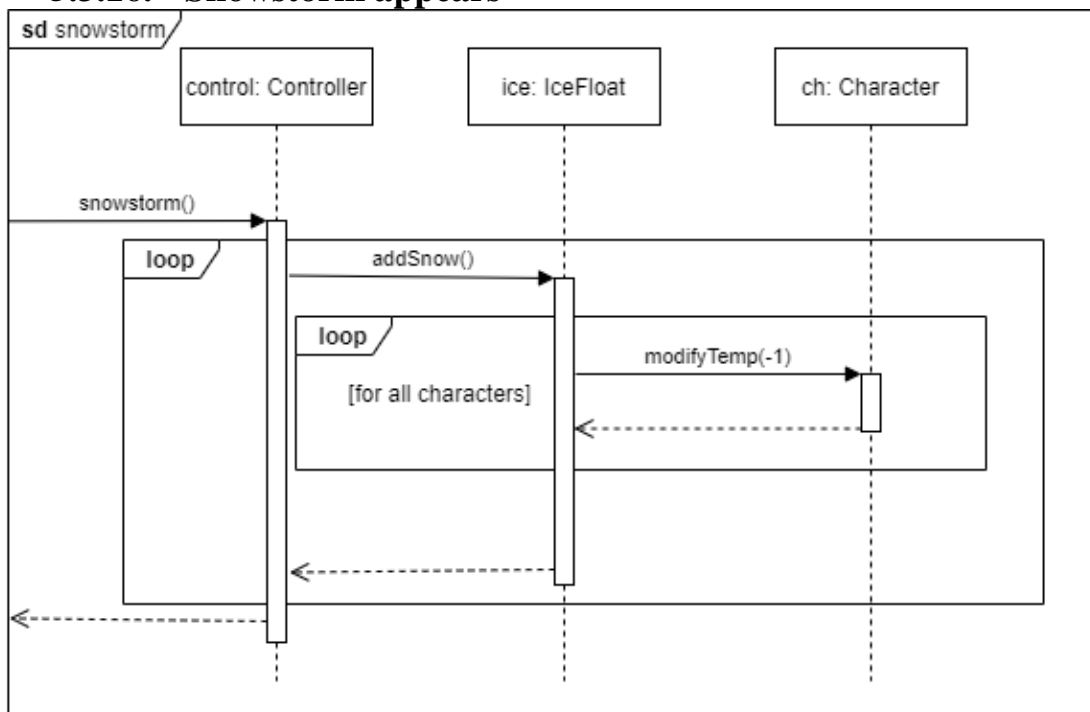 Snowstorm appears
sd snowstorm
control: Controller
ice: IceFloat
ch: Character
snowstorm()
loop
addSnow()
loop
modifyTemp(-1)
[for all characters]